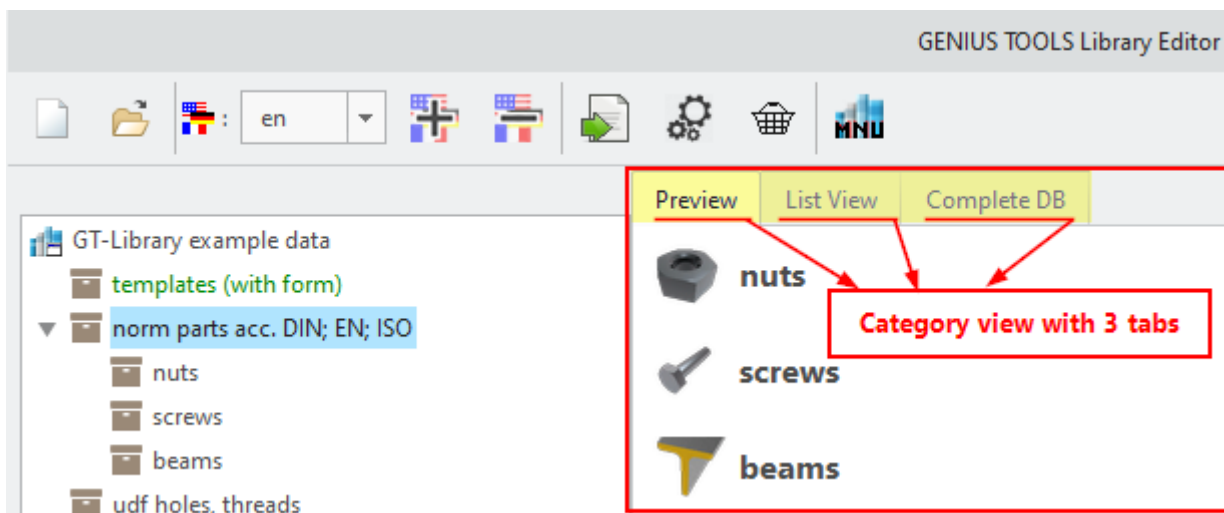 GENIUS TOOLS Library Editor
: en
MNU
Preview List View Complete DB
GT-Library example data
templates (with form)
norm parts acc. DIN; EN; ISO
nuts
screws
beams
udf holes, threads
nuts
screws
beams
Category view with 3 tabs